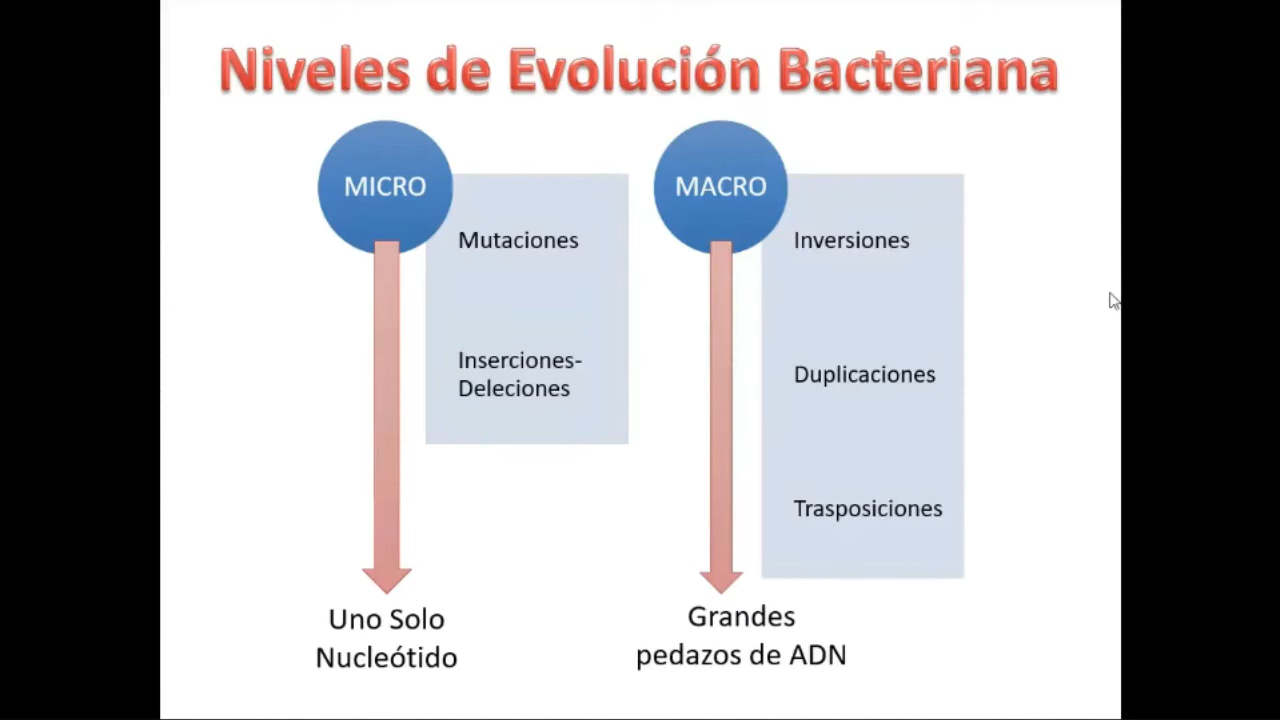 Niveles de Evolución Bacteriana
MICRO
Mutaciones
Inserciones-
Deleciones
Uno Solo
Nucleótido
MACRO
Inversiones
Duplicaciones
Trasposiciones
Grandes
pedazos de ADN